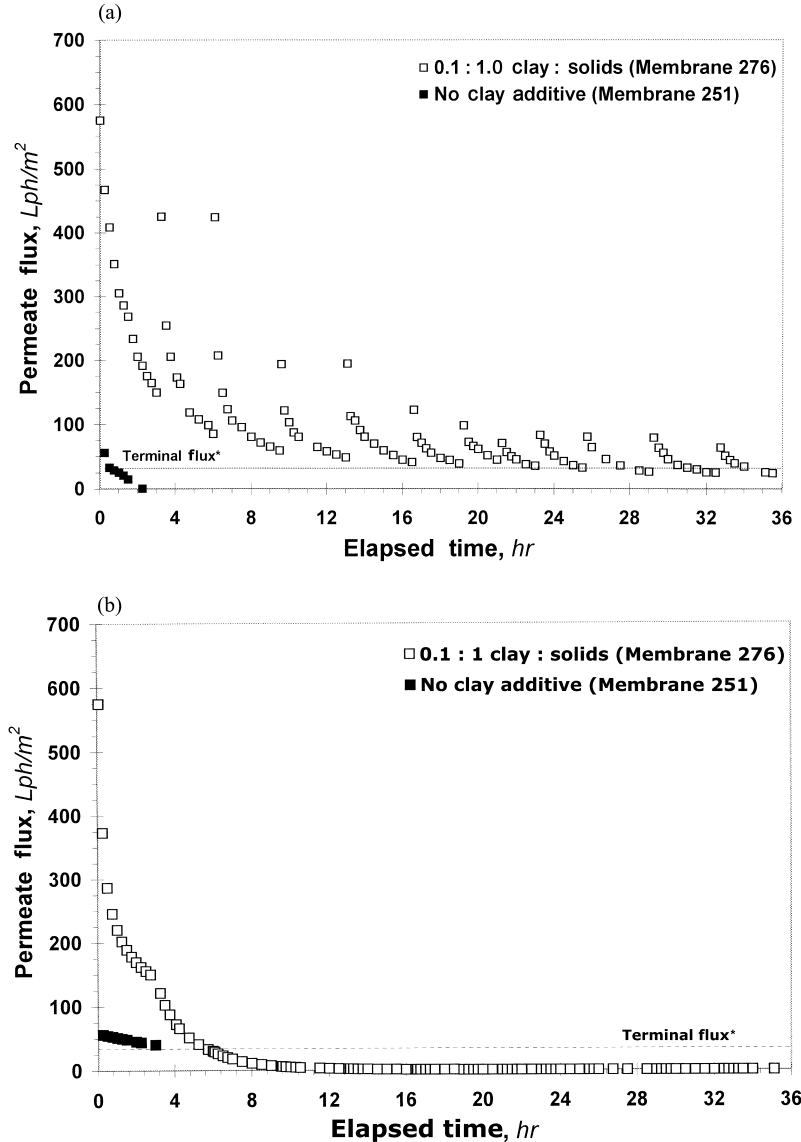 (a)
700
600
500
400
300
200
100
0
Permeate flux, Lph/m²
0.1 : 1.0 clay : solids (Membrane 276)
No clay additive (Membrane 251)
Terminal flux*
0 4 8 12 16 20 24 28 32 36
Elapsed time, hr
(b)
700
600
500
400
300
200
100
0
Permeate flux, Lph/m²
0.1 : 1 clay : solids (Membrane 276)
No clay additive (Membrane 251)
Terminal flux*
0 4 8 12 16 20 24 28 32 36
Elapsed time, hr